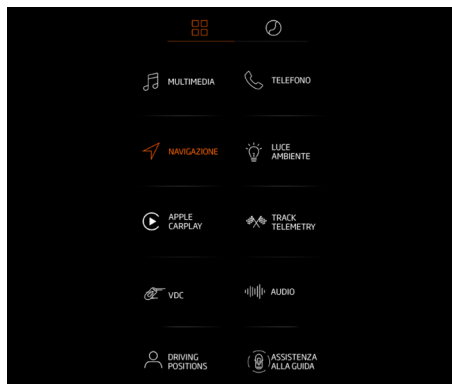 MULTIMEDIA
TELEFONO
NAVIGAZIONE
LUCE
AMBIENTE
APPLE
CARPLAY
TRACK
TELEMETRY
VDC
AUDIO
DRIVING
POSITIONS
ASSISTENZA
ALLA GUIDA